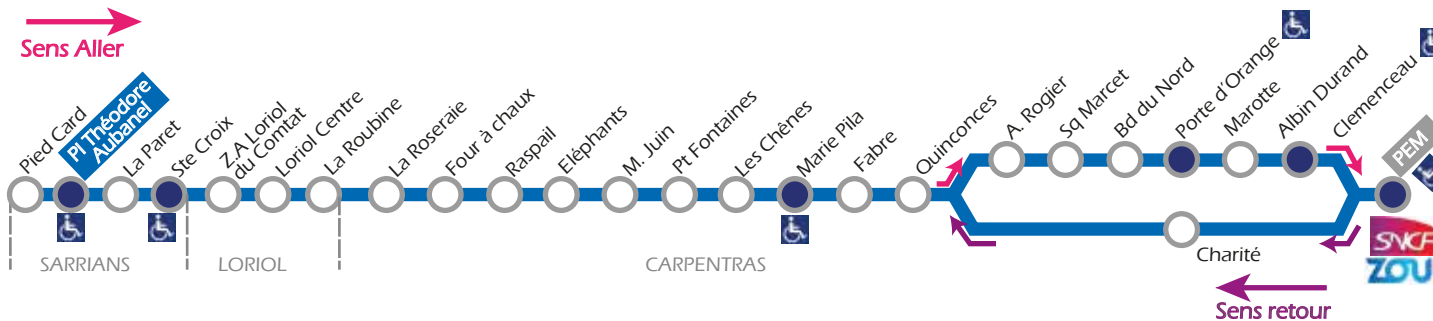 Sens Aller
Pied Card
Pl Théodore
Aubanel
La Paret
Ste Croix
Z.A Loriol
du Comtat
Loriol Centre
La Roubine
La Roseraie
Four à chaux
Raspail
Eléphants
M. Juin
Pt Fontaines
Les Chênes
Marie Pila
Fabre
Quinconces
A. Rogier
Sq Marcet
Bd du Nord
Porte d'Orange
Marotte
Albin Durand
Clemenceau
PEM
Charité
SARRIANS
LORIOL
CARPENTRAS
SNCF
ZOU
Sens retour